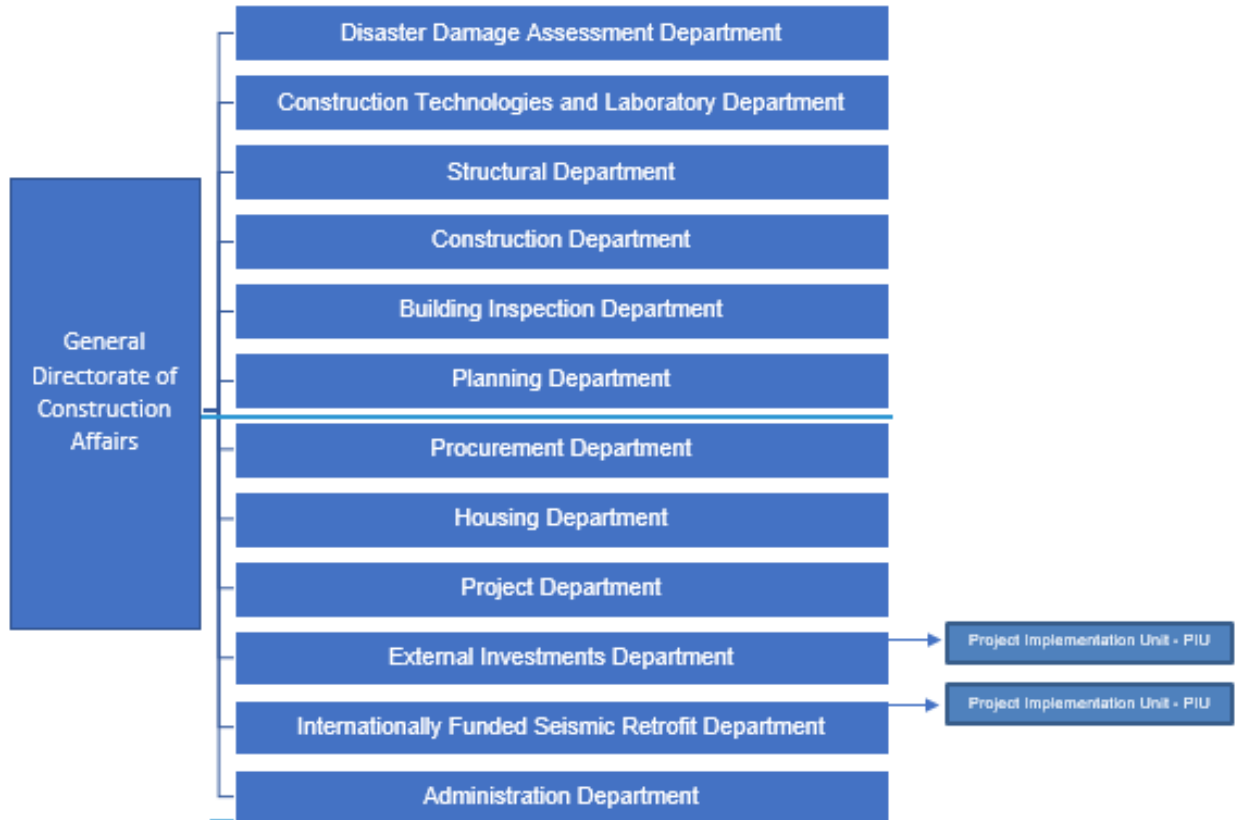 Disaster Damage Assessment Department
Construction Technologies and Laboratory Department
Structural Department
Construction Department
Building Inspection Department
General
Directorate of
Construction
Affairs
Planning Department
Procurement Department
Housing Department
Project Department
External Investments Department
Project Implementation Unit - PIU
Internationally Funded Seismic Retrofit Department
Project Implementation Unit - PIU
Administration Department